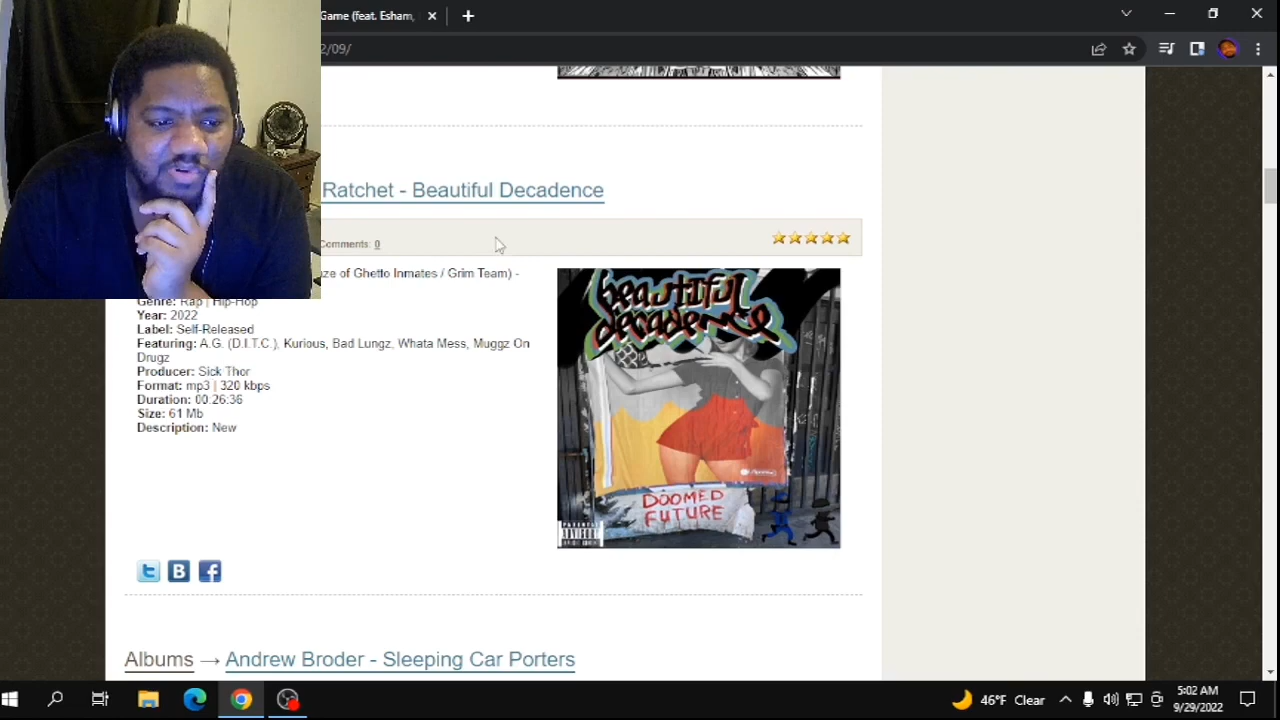 Game (feat. Esham,
2/09/
Ratchet - Beautiful Decadence
Comments: 0
ze of Ghetto Inmates / Grim Team) -
Genre: Rap | Hip-Hop
Year: 2022
Label: Self-Released
Featuring: A.G. (D.I.T.C.), Kurious, Bad Lungz, Whata Mess, Muggz On
Drugz
Producer: Sick Thor
Format: mp3 | 320 kbps
Duration: 00:26:36
Size: 61 Mb
Description: New
beautiful
decadence
DOOMED
FUTURE
PARENTAL
ADVISORY
Albums → Andrew Broder - Sleeping Car Porters
46°F Clear
5:02 AM
9/29/2022